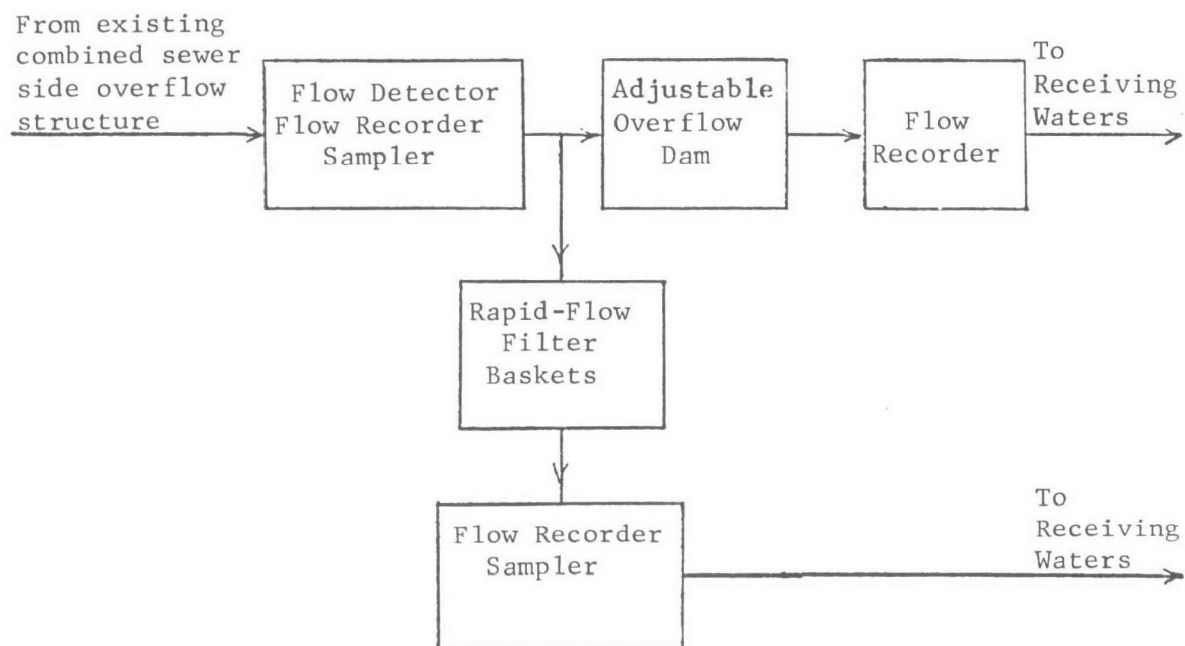 From existing
combined sewer
side overflow
structure
Flow Detector
Flow Recorder
Sampler
Adjustable
Overflow
Dam
Flow
Recorder
To
Receiving
Waters
Rapid-Flow
Filter
Baskets
Flow Recorder
Sampler
To
Receiving
Waters